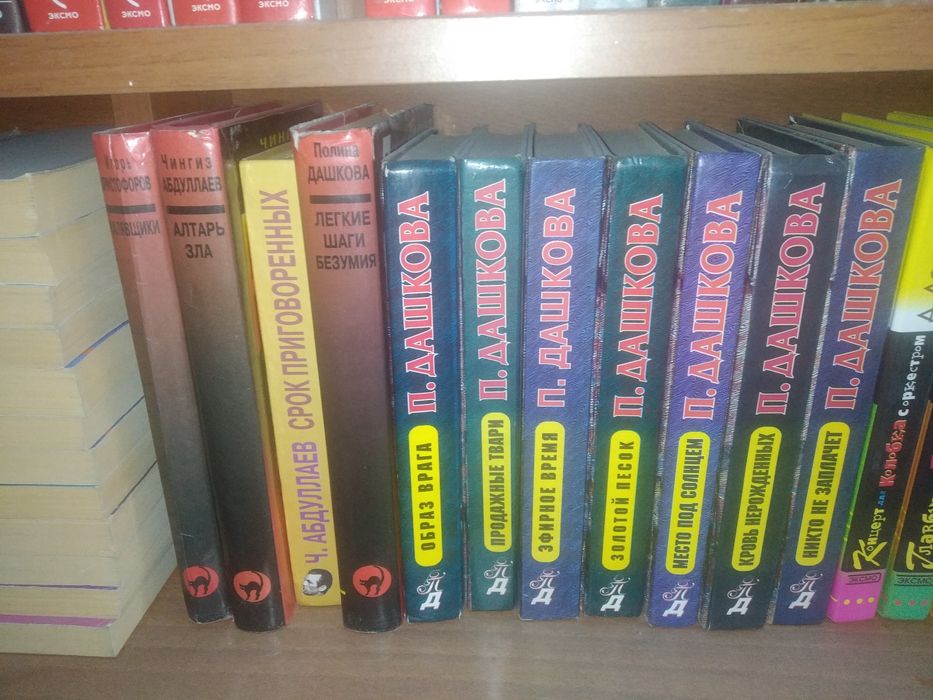 эксмо
ЭКСМО
ЭКСМО
ЭКСМО
Игорь
ХРИСТОФОРОВ
Чингиз
АБДУЛЛАЕВ
АЛТАРЬ
ЗЛА
Ч. АБДУЛЛАЕВ СРОК ПРИГОВОРЕННЫХ
Полина
ДАШКОВА
ЛЕГКИЕ
ШАГИ
БЕЗУМИЯ
П. ДАШКОВА
ОБРАЗ ВРАГА
П. ДАШКОВА
ПРОДАЖНЫЕ ТВАРИ
П. ДАШКОВА
ЭФИРНОЕ ВРЕМЯ
П. ДАШКОВА
ЗОЛОТОЙ ПЕСОК
П. ДАШКОВА
МЕСТО ПОД СОЛНЦЕМ
П. ДАШКОВА
КРОВЬ НЕРОЖДЕННЫХ
П. ДАШКОВА
НИКТО НЕ ЗАПЛАЧЕТ
Концерт для Колобка с оркестром
ЭКСМО
ЭКСМО